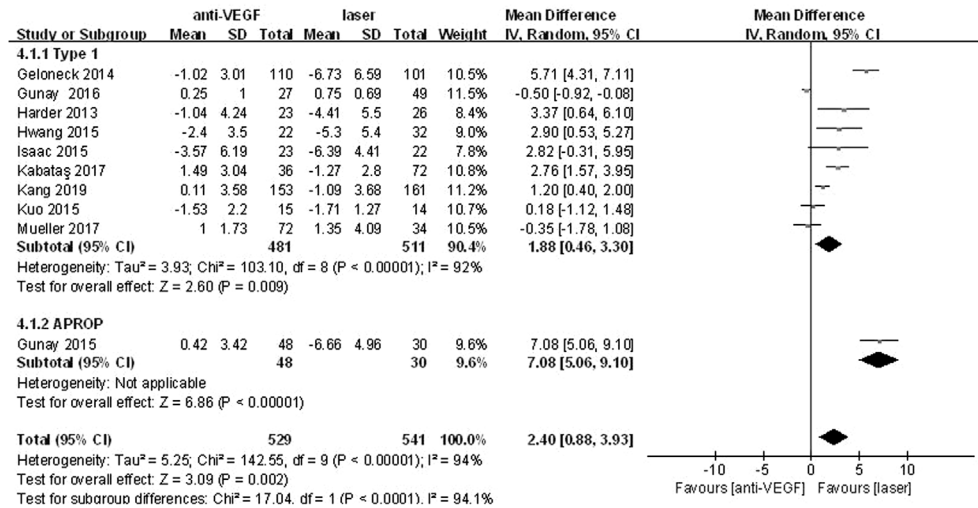 anti-VEGF laser Mean Difference Mean Difference
Study or Subgroup Mean SD Total Mean SD Total Weight IV, Random, 95% CI IV, Random, 95% CI
4.1.1 Type 1
Geloneck 2014 -1.02 3.01 110 -6.73 6.59 101 10.5% 5.71 [4.31, 7.11]
Gunay 2016 0.25 1 27 0.75 0.69 49 11.3% -0.50 [-0.92, -0.08]
Harder 2013 -1.04 4.24 23 -4.41 5.5 26 8.4% 3.37 [0.64, 6.10]
Hwang 2015 -2.4 3.5 22 -5.3 5.4 32 9.0% 2.90 [0.53, 5.27]
Isaac 2015 -3.57 6.19 23 -6.39 4.41 22 7.8% 2.82 [-0.31, 5.95]
Kabataş 2017 1.49 3.04 36 -1.27 2.8 72 10.8% 2.76 [1.57, 3.95]
Kang 2019 0.11 3.58 153 -1.09 3.68 161 11.2% 1.20 [0.40, 2.00]
Kuo 2015 -1.53 2.2 15 -1.71 1.27 14 10.7% 0.18 [-1.12, 1.48]
Mueller 2017 1 1.73 72 1.35 4.09 34 10.6% -0.35 [-1.78, 1.08]
Subtotal (95% CI) 481 511 90.4% 1.88 [0.46, 3.30]
Heterogeneity: Tau² = 3.93; Chi² = 103.10, df = 8 (P < 0.00001); I² = 92%
Test for overall effect: Z = 2.60 (P = 0.009)
4.1.2 APROP
Gunay 2015 0.42 3.42 48 -6.66 4.96 30 9.6% 7.08 [5.06, 9.10]
Subtotal (95% CI) 48 30 9.6% 7.08 [5.06, 9.10]
Heterogeneity: Not applicable
Test for overall effect: Z = 6.86 (P < 0.00001)
Total (95% CI) 529 541 100.0% 2.40 [0.88, 3.93]
Heterogeneity: Tau² = 5.25; Chi² = 142.55, df = 9 (P < 0.00001); I² = 94%
Test for overall effect: Z = 3.09 (P = 0.002)
Test for subgroup differences: Chi² = 17.04, df = 1 (P < 0.0001), I² = 94.1%
-10 -5 0 5 10
Favours [anti-VEGF] Favours [laser]